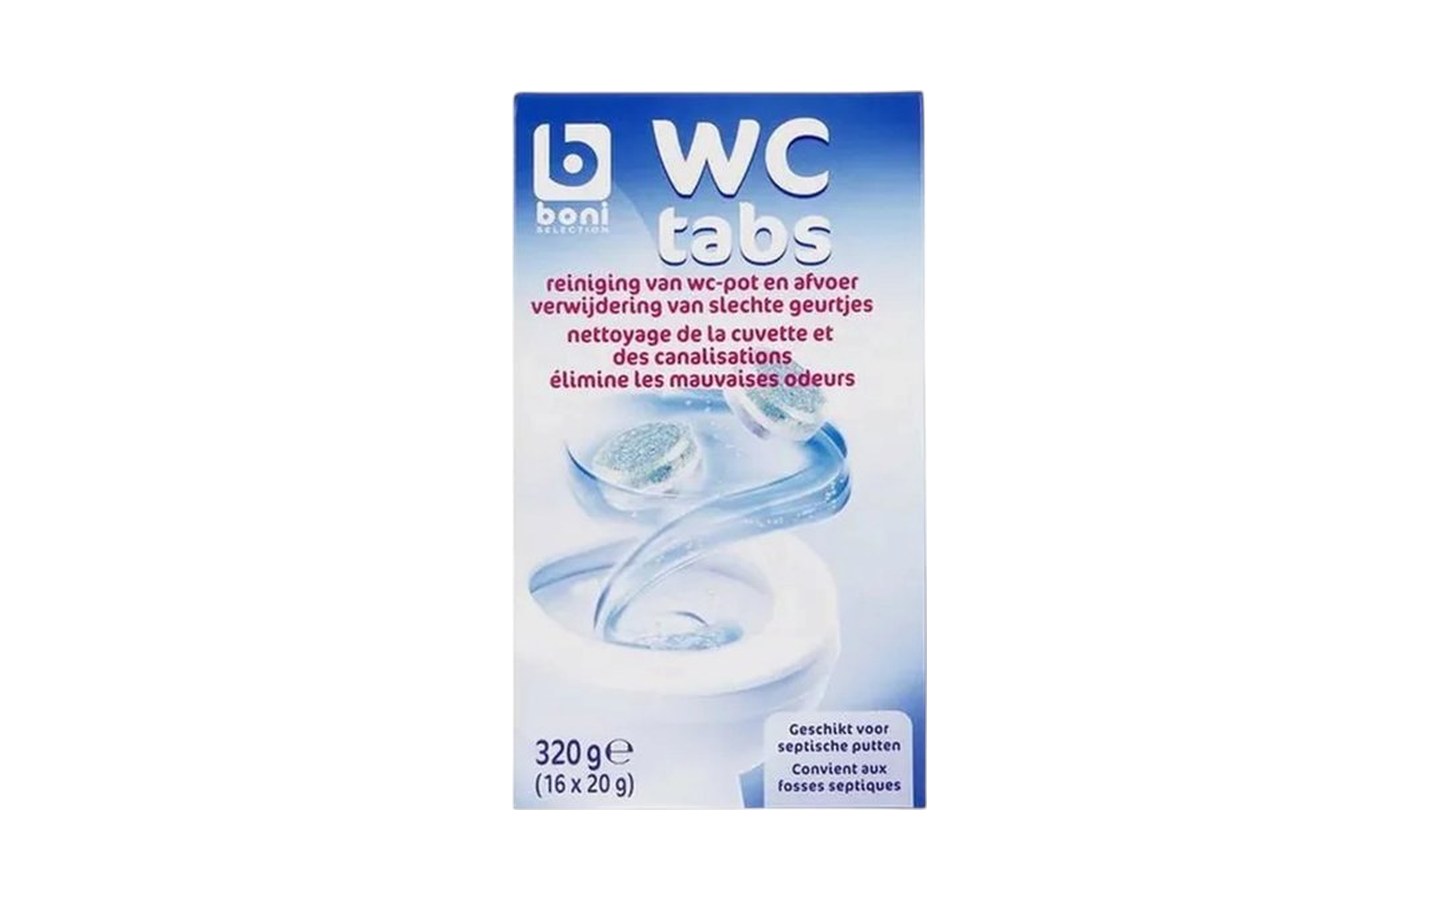 boni
SELECTION
WC
tabs
reiniging van wc-pot en afvoer
verwijdering van slechte geurtjes
nettoyage de la cuvette et
des canalisations
élimine les mauvaises odeurs
320 g ℮
(16 x 20 g)
Geschikt voor
septische putten
Convient aux
fosses septiques